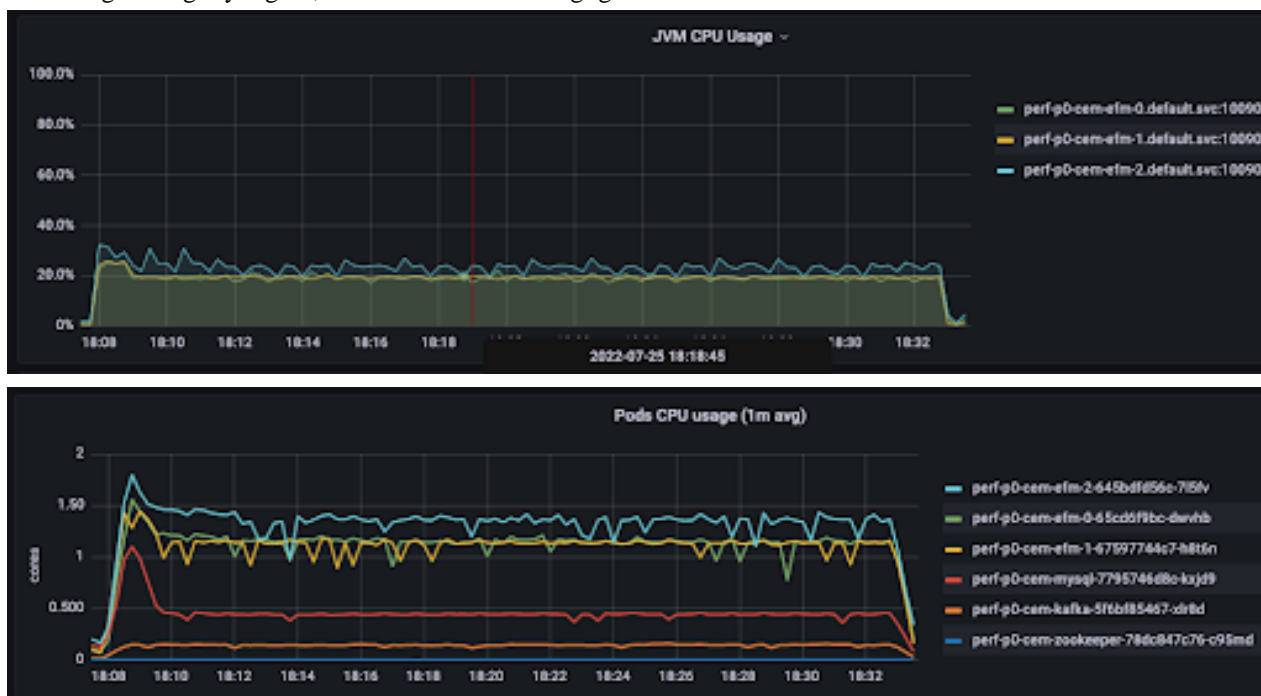 JVM CPU Usage
100.0%
80.0%
60.0%
40.0%
20.0%
0%
18:08 18:10 18:12 18:14 18:16 18:18 18:30 18:32
2022-07-25 18:18:45
perf-p0-cem-efm-0.default.svc:10090
perf-p0-cem-efm-1.default.svc:10090
perf-p0-cem-efm-2.default.svc:10090
Pods CPU usage (1m avg)
cores
2
1.50
1
0.500
0
18:08 18:10 18:12 18:14 18:16 18:18 18:20 18:22 18:24 18:26 18:28 18:30 18:32
perf-p0-cem-efm-2-645bdfd56c-7l5fv
perf-p0-cem-efm-0-65cd6f9bc-dwvhb
perf-p0-cem-efm-1-67597744c7-h8t6n
perf-p0-cem-mysql-7795746d8c-kxjd9
perf-p0-cem-kafka-5f6bf85467-xlr8d
perf-p0-cem-zookeeper-78dc847c76-c95md